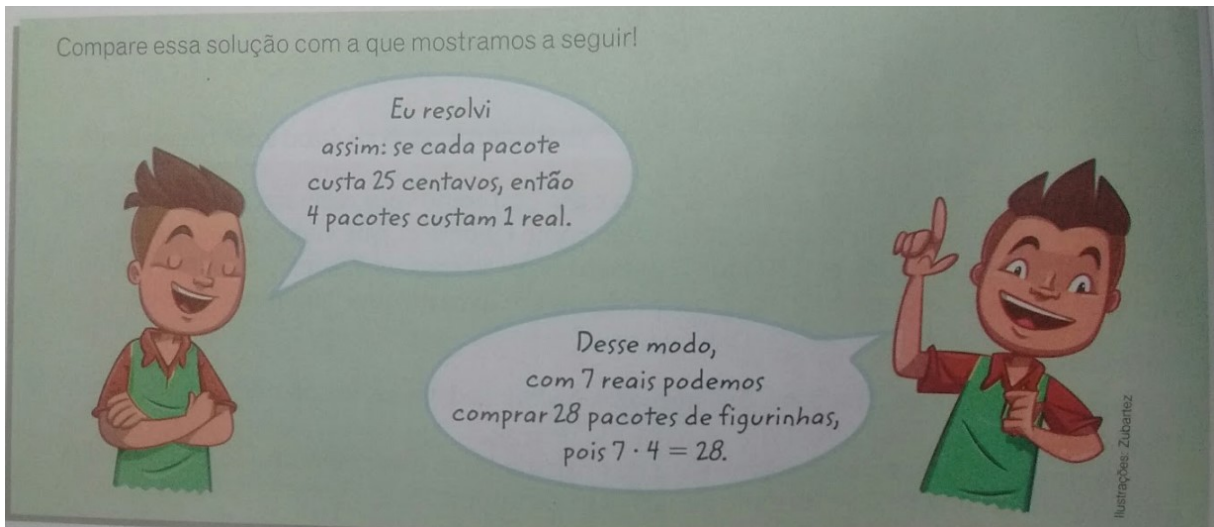 Compare essa solução com a que mostramos a seguir!
Eu resolvi
assim: se cada pacote
custa 25 centavos, então
4 pacotes custam 1 real.
Desse modo,
com 7 reais podemos
comprar 28 pacotes de figurinhas,
pois 7 · 4 = 28.
Ilustrações: Zubartez